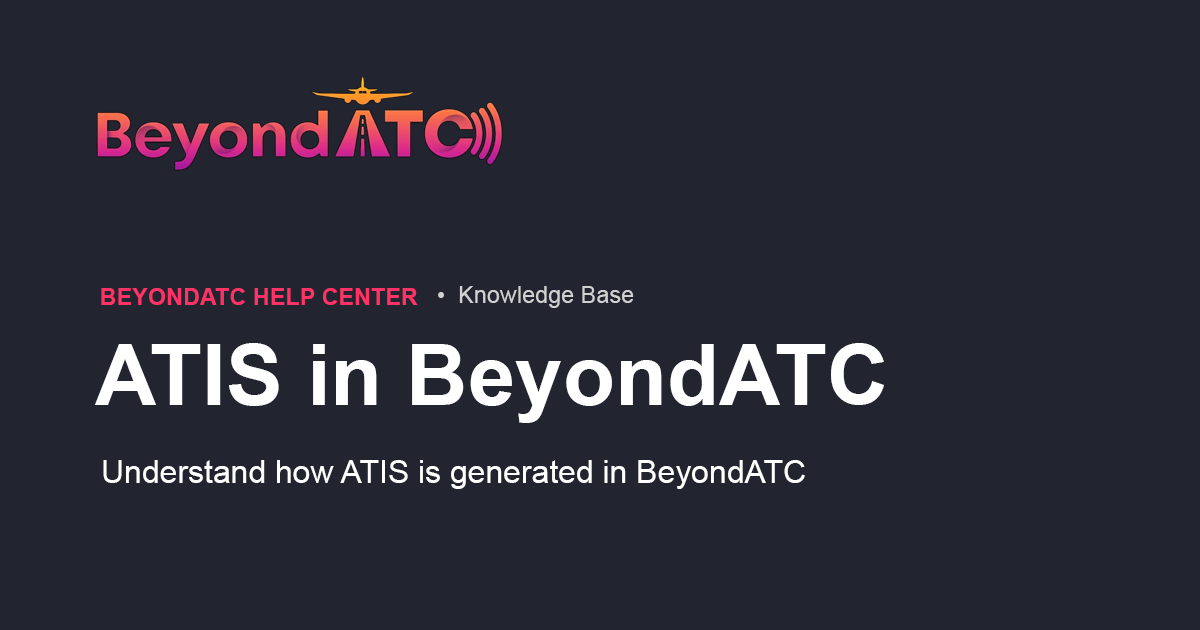 BeyondATC
BEYONDATC HELP CENTER • Knowledge Base
ATIS in BeyondATC
Understand how ATIS is generated in BeyondATC